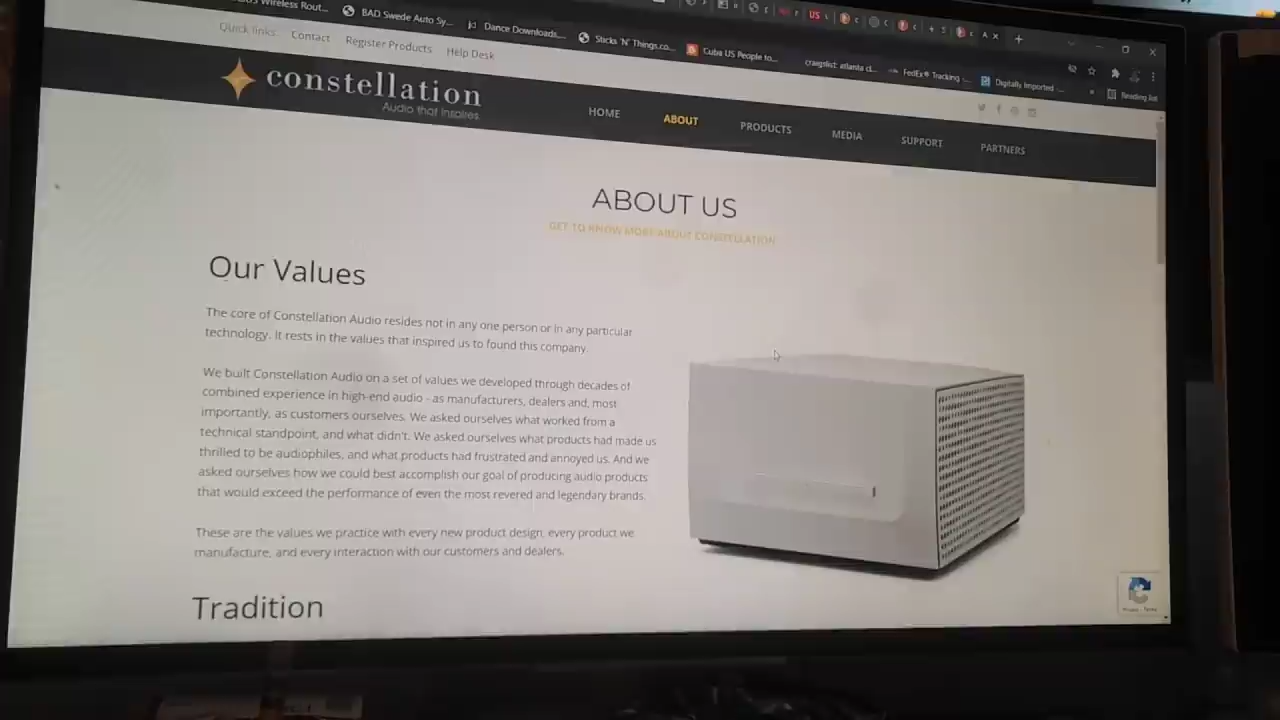 Wireless Rout...
BAD Swede Auto Sy...
Dance Downloads,...
Sticks 'N' Things.co...
Cuba US People to...
craigslist: atlanta cl...
FedEx® Tracking
Digitally Imported
Reading list
Quick links: Contact Register Products Help Desk
constellation
Audio that inspires
HOME ABOUT PRODUCTS MEDIA SUPPORT PARTNERS
ABOUT US
GET TO KNOW MORE ABOUT CONSTELLATION
Our Values
The core of Constellation Audio resides not in any one person or in any particular
technology. It rests in the values that inspired us to found this company.
We built Constellation Audio on a set of values we developed through decades of
combined experience in high-end audio - as manufacturers, dealers and, most
importantly, as customers ourselves. We asked ourselves what worked from a
technical standpoint, and what didn't. We asked ourselves what products had made us
thrilled to be audiophiles, and what products had frustrated and annoyed us. And we
asked ourselves how we could best accomplish our goal of producing audio products
that would exceed the performance of even the most revered and legendary brands.
These are the values we practice with every new product design, every product we
manufacture, and every interaction with our customers and dealers.
Tradition
Privacy - Terms